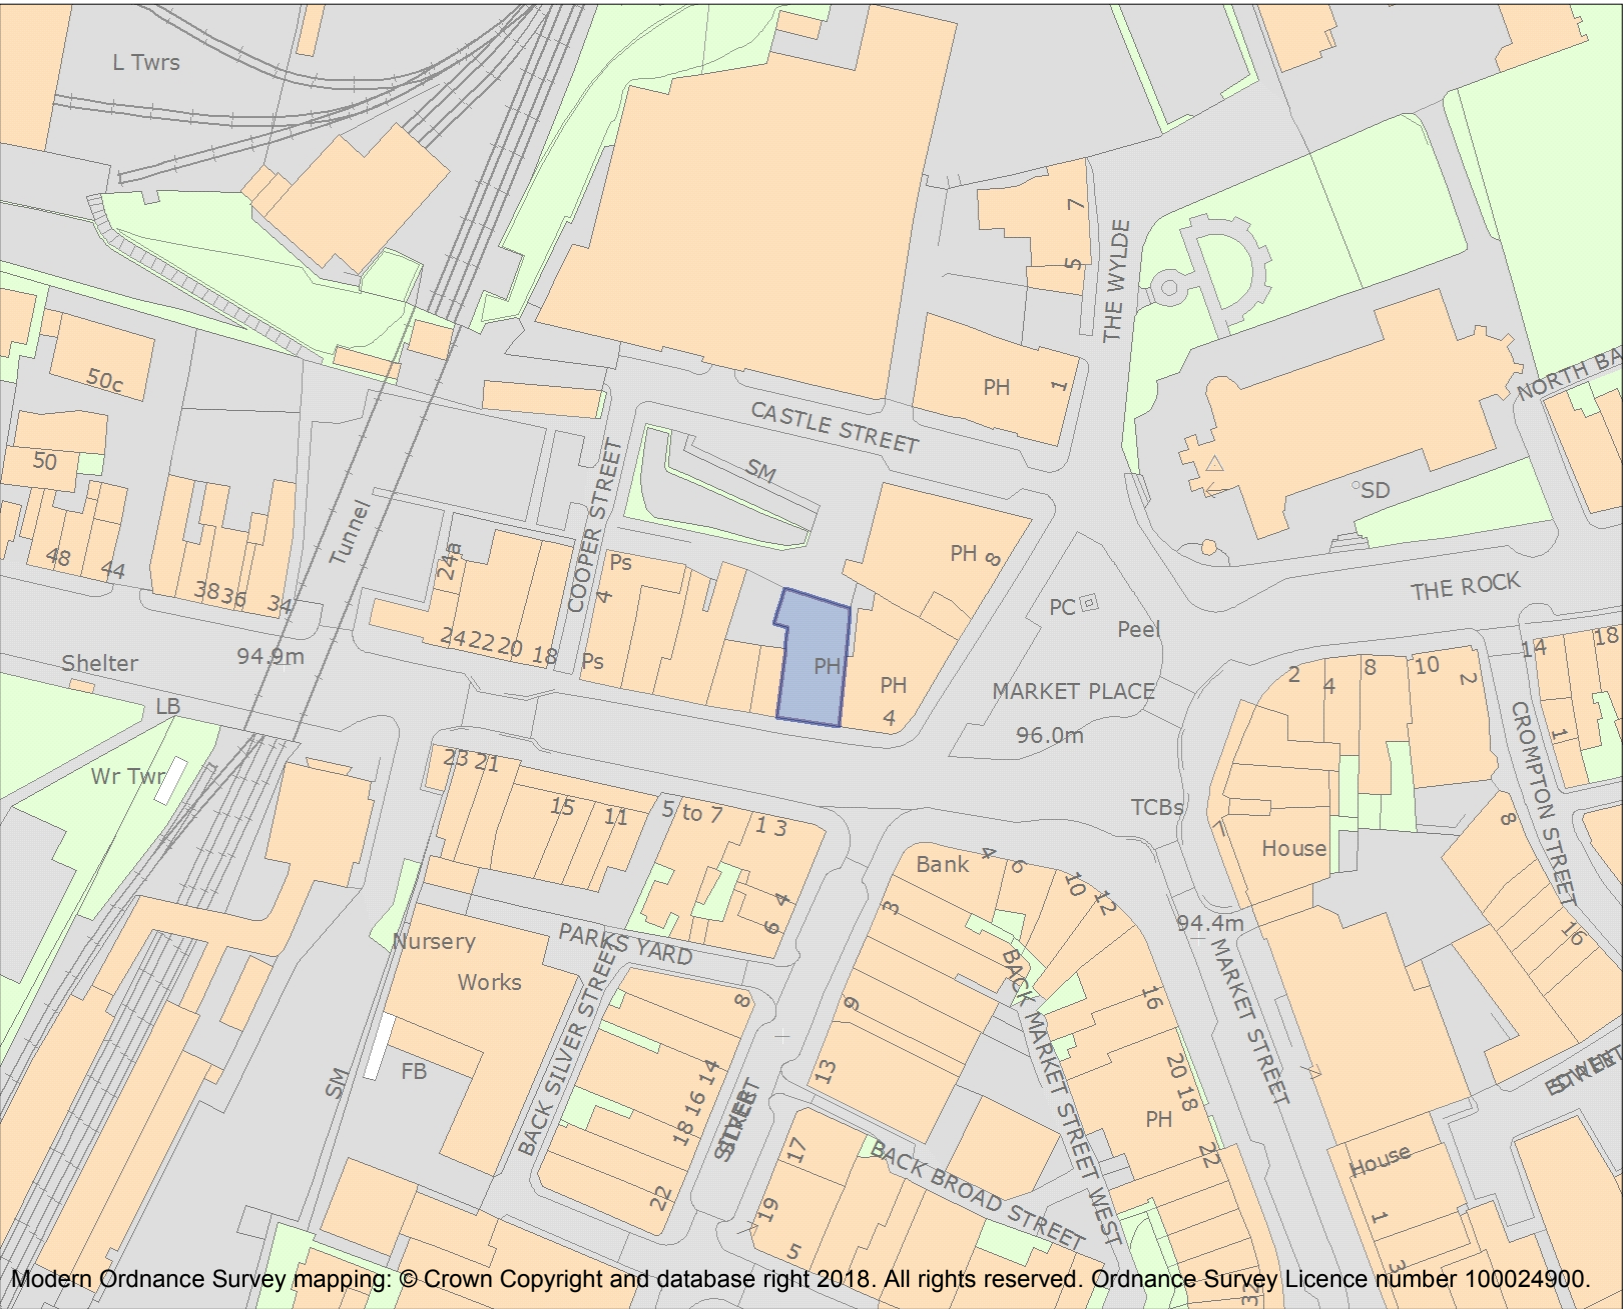 L Twrs
7
5
THE WYLDE
50c
PH
1
NORTH BA
CASTLE STREET
50
SM
SD
COOPER STREET
Tunnel
48
44
24a
PH
8
38
36
34
Ps
4
THE ROCK
PC
Peel
24
22
20
18
Ps
Shelter
94.9m
PH
PH
4
MARKET PLACE
96.0m
2
4
8
10
2
14
18
1
CROMPTON STREET
LB
Wr Twr
23
21
15
11
5 to 7
1
3
4
6
TCBs
7
House
8
16
Bank
3
4
6
10
12
94.4m
MARKET STREET
Nursery
PARKS YARD
Works
BACK SILVER STREET
8
9
BACK MARKET STREET WEST
16
FB
SM
14
16
18
22
13
SILVER
STREET
20
18
PH
22
EDWIN
STREET
17
19
5
BACK BROAD STREET
House
1
3
32
Modern Ordnance Survey mapping: © Crown Copyright and database right 2018. All rights reserved. Ordnance Survey Licence number 100024900.